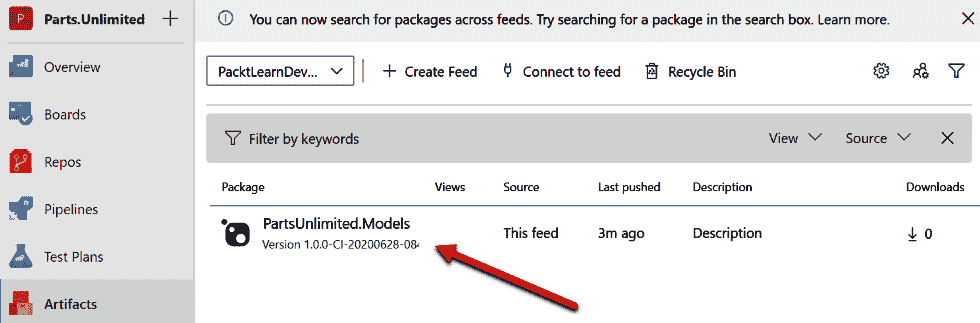 P Parts.Unlimited +
You can now search for packages across feeds. Try searching for a package in the search box. Learn more.
Overview
Boards
Repos
Pipelines
Test Plans
Artifacts
PacktLearnDev... + Create Feed Connect to feed Recycle Bin
Filter by keywords View Source
Package Views Source Last pushed Description Downloads
PartsUnlimited.Models This feed 3m ago Description 0
Version 1.0.0-CI-20200628-08